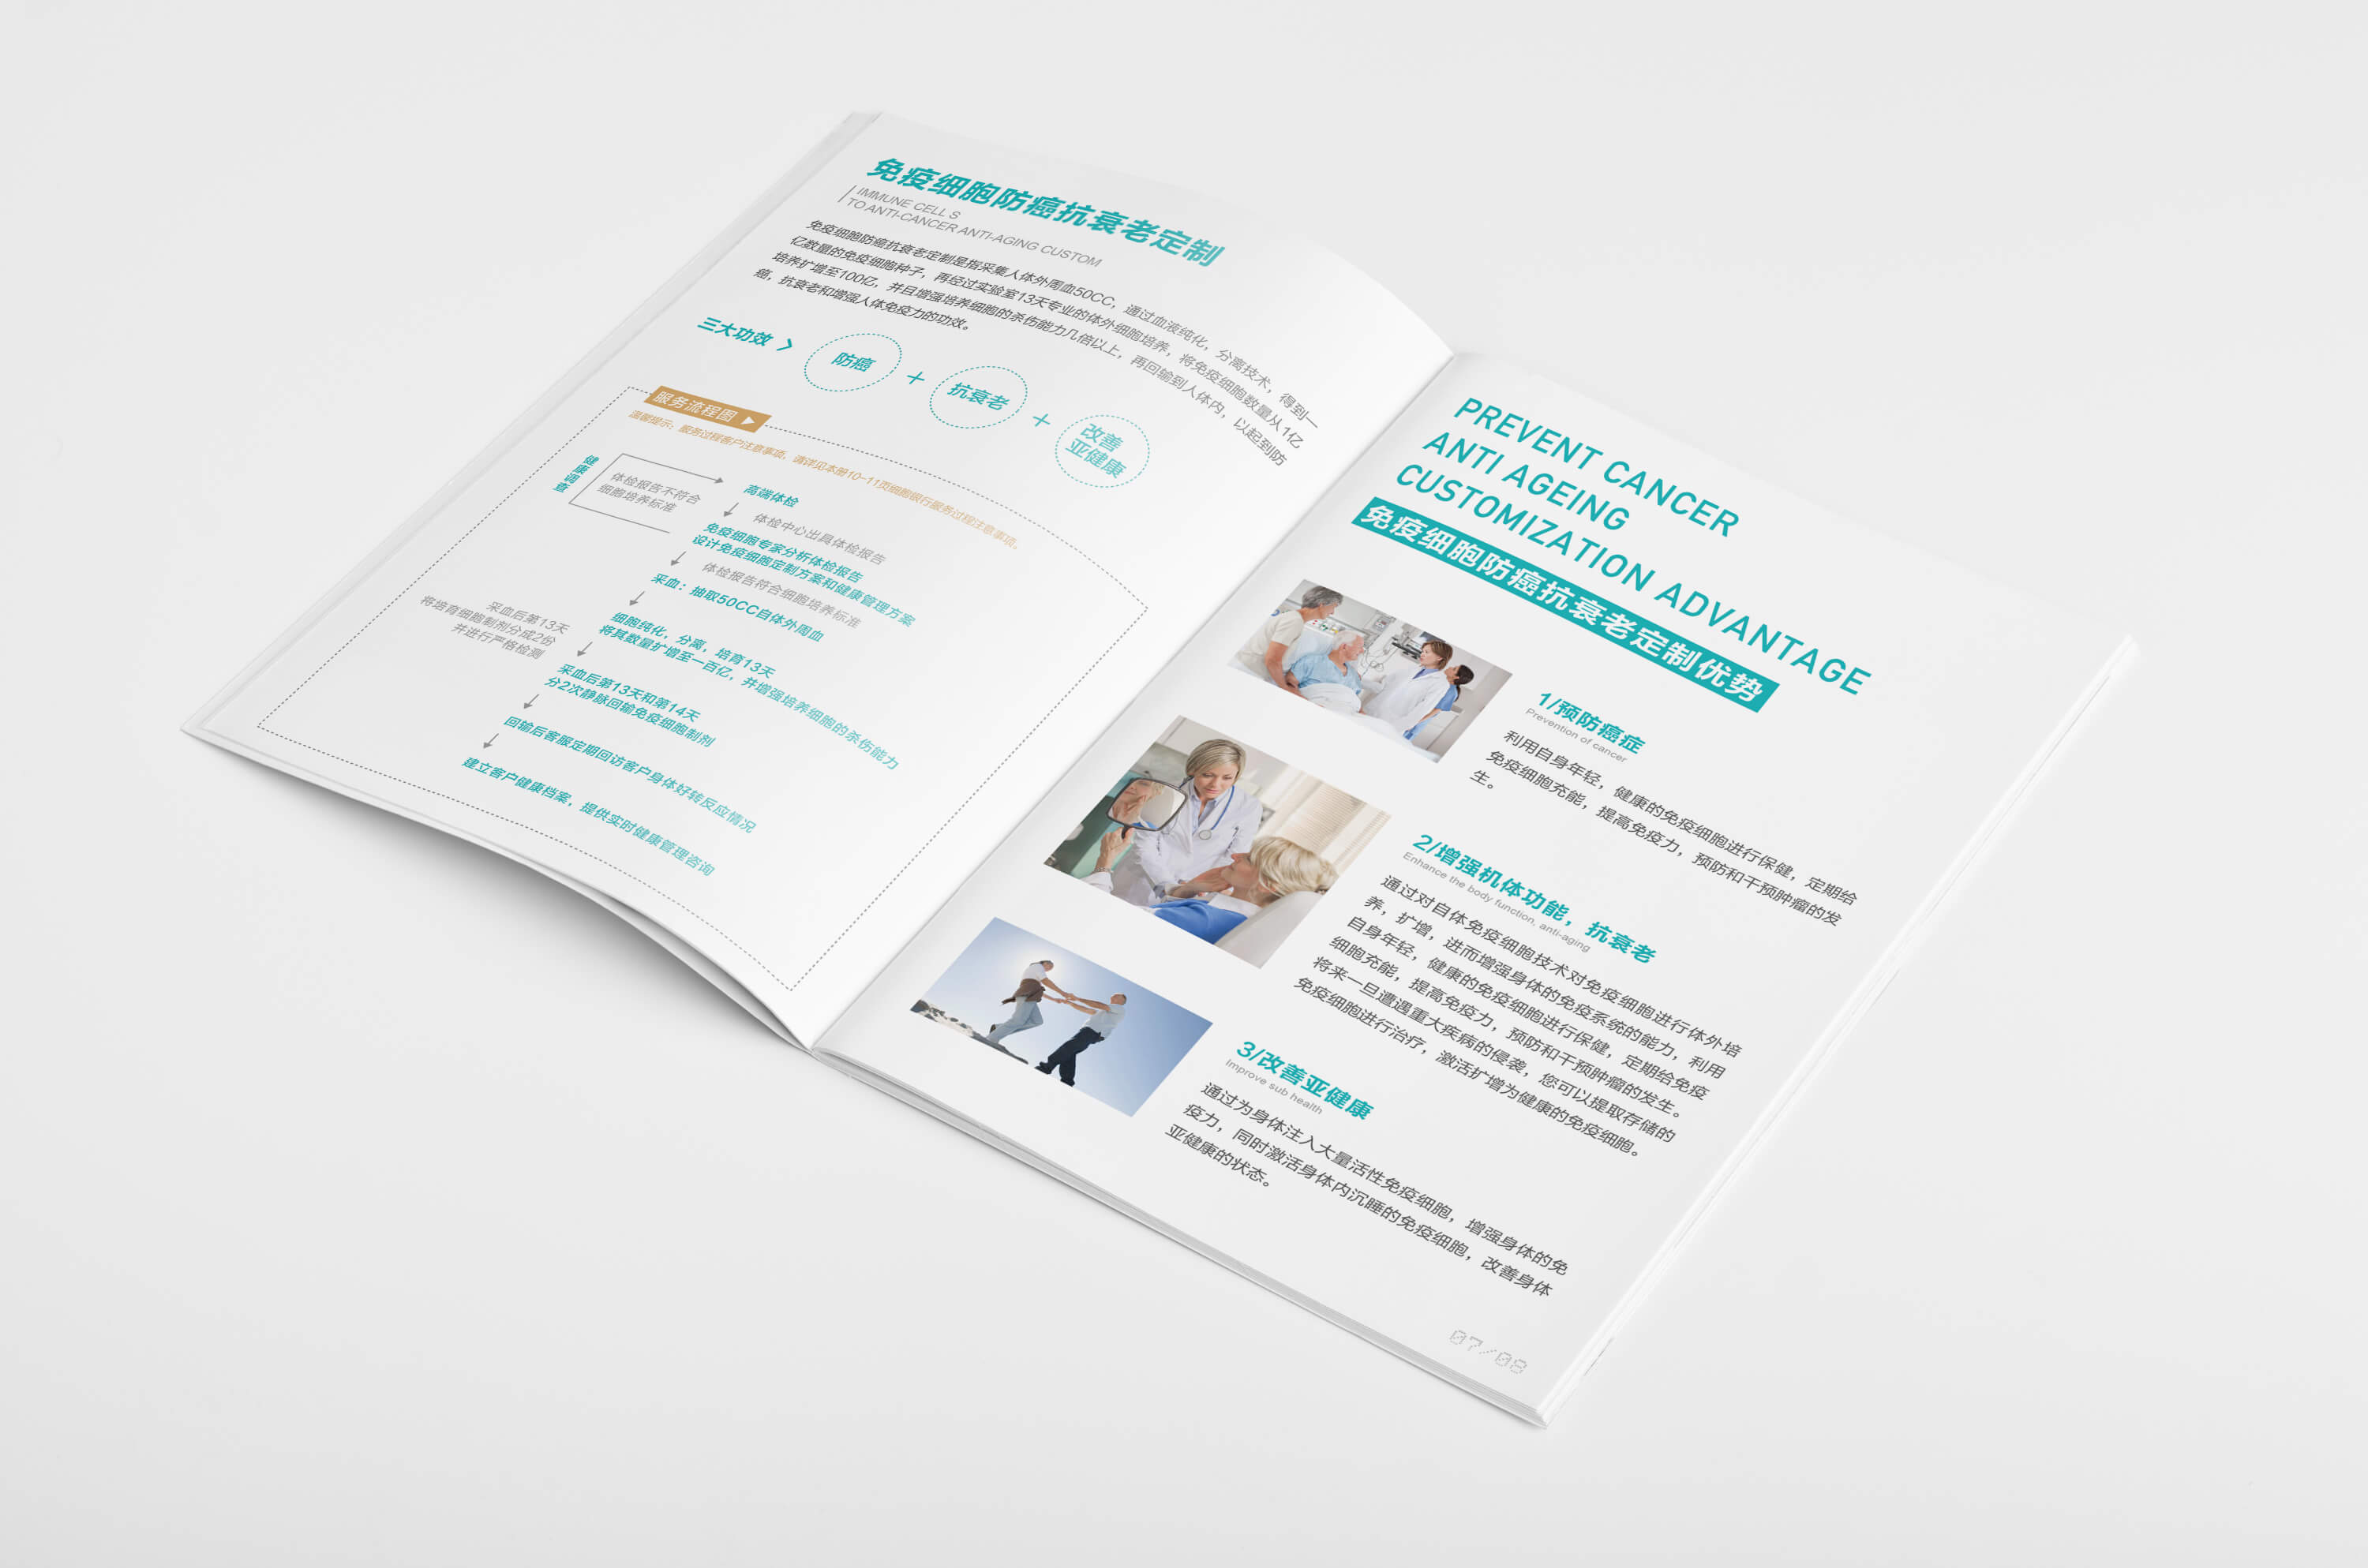 免疫细胞防癌抗衰老定制
IMMUNE CELL S
TO ANTI-CANCER ANTI-AGING CUSTOM
免疫细胞防癌抗衰老定制是指采集人体外周血50CC，通过血液纯化，分离技术，得到一
亿数量的免疫细胞种子，再经过实验室13天专业的体外细胞培养，将免疫细胞数量从1亿
培养扩增至100亿，并且增强培养细胞的杀伤能力几倍以上，再回输到人体内，以起到防
癌，抗衰老和增强人体免疫力的功效。
三大功效 >
防癌
+
抗衰老
+
改善
亚健康
服务流程图
温馨提示：服务过程客户注意事项，请详见本册10-11页细胞银行服务过程注意事项。
健康调查
体检报告不符合
细胞培养标准
高端体检
体检中心出具体检报告
免疫细胞专家分析体检报告
设计免疫细胞定制方案和健康管理方案
体检报告符合细胞培养标准
采血：抽取50CC自体外周血
细胞纯化，分离，培育13天
将其数量扩增至一百亿，并增强培养细胞的杀伤能力
采血后第13天
将培育细胞制剂分成2份
并进行严格检测
采血后第13天和第14天
分2次静脉回输免疫细胞制剂
回输后客服定期回访客户身体好转反应情况
建立客户健康档案，提供实时健康管理咨询
PREVENT CANCER
ANTI AGEING
CUSTOMIZATION ADVANTAGE
免疫细胞防癌抗衰老定制优势
1/预防癌症
Prevention of cancer
利用自身年轻，健康的免疫细胞进行保健，定期给
免疫细胞充能，提高免疫力，预防和干预肿瘤的发
生。
2/增强机体功能，抗衰老
Enhance the body function, anti-aging
通过对自体免疫细胞技术对免疫细胞进行体外培
养，扩增，进而增强身体的免疫系统的能力，利用
自身年轻，健康的免疫细胞进行保健，定期给免疫
细胞充能，提高免疫力，预防和干预肿瘤的发生。
将来一旦遭遇重大疾病的侵袭，您可以提取存储的
免疫细胞进行治疗，激活扩增为健康的免疫细胞。
3/改善亚健康
Improve sub health
通过为身体注入大量活性免疫细胞，增强身体的免
疫力，同时激活身体内沉睡的免疫细胞，改善身体
亚健康的状态。
07/08